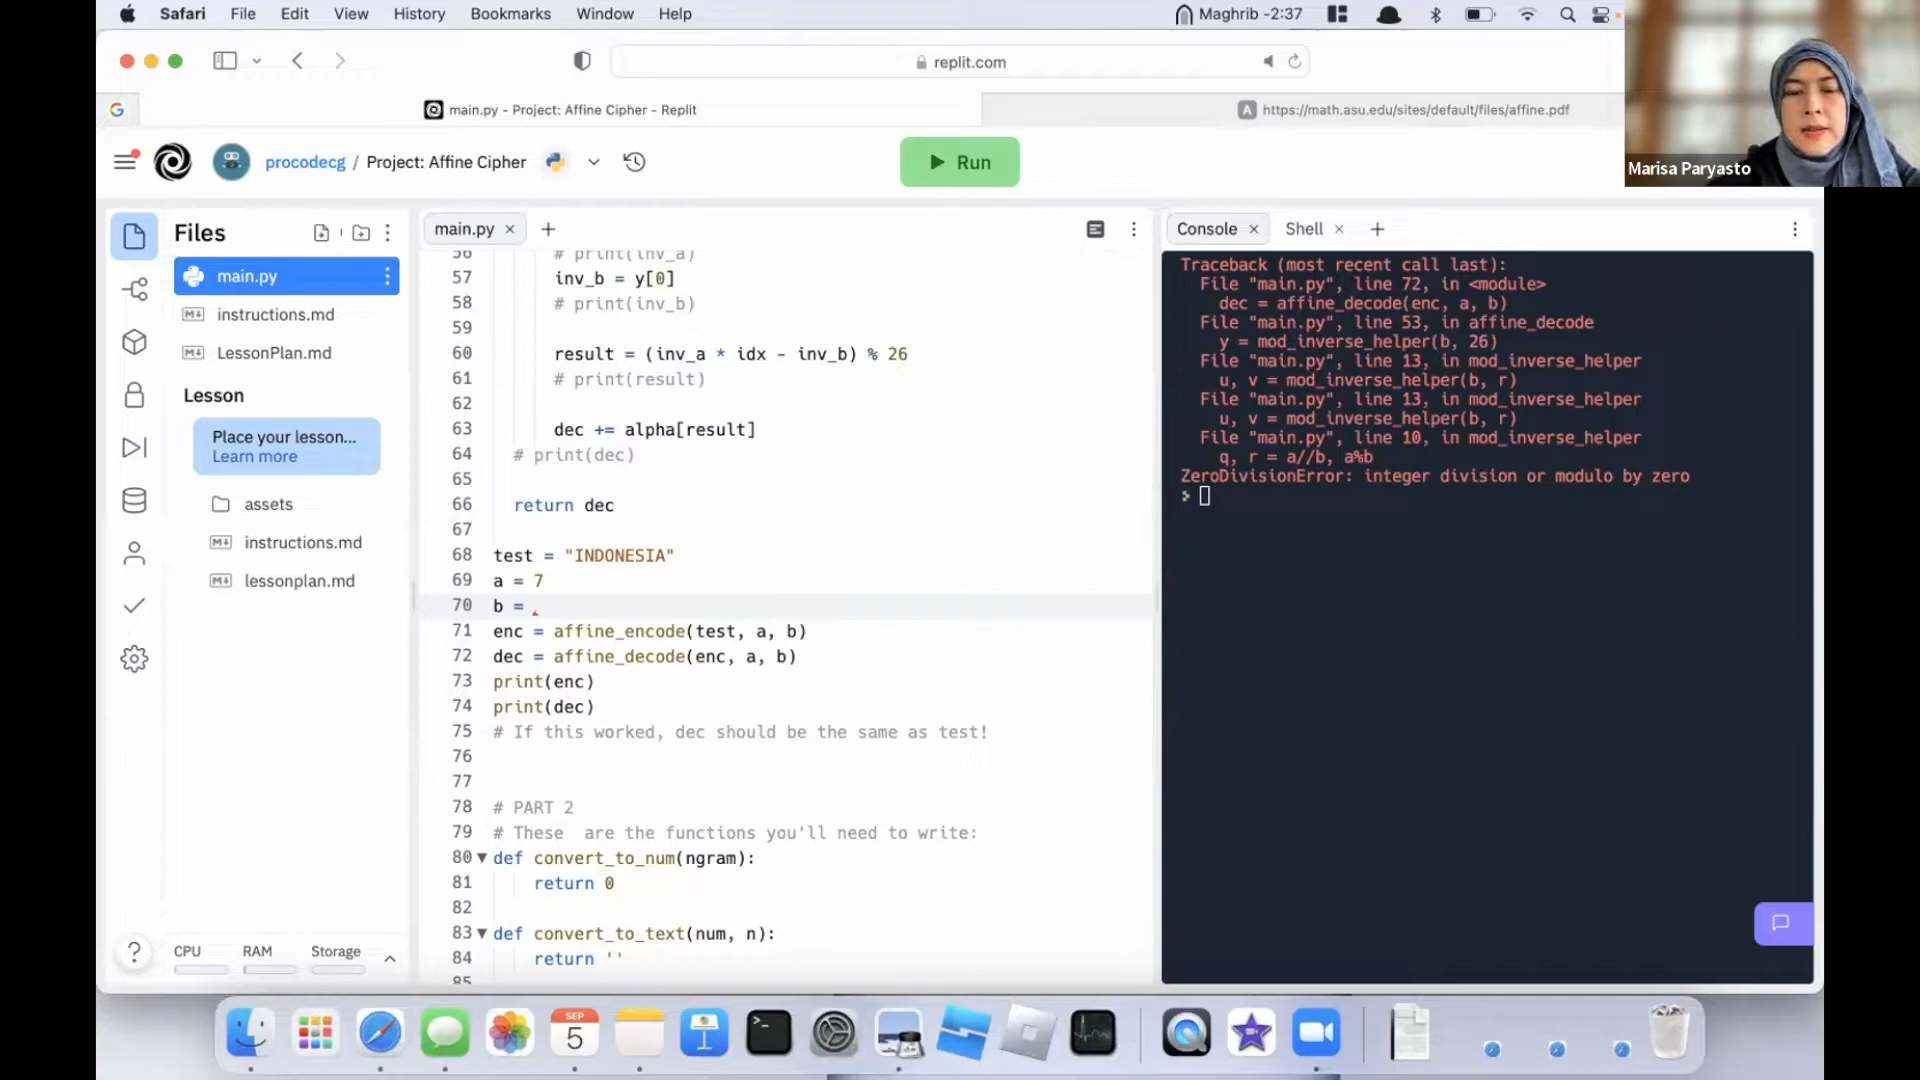 Safari File Edit View History Bookmarks Window Help Maghrib -2:37
replit.com
main.py - Project: Affine Cipher - Replit
https://math.asu.edu/sites/default/files/affine.pdf
procodecg / Project: Affine Cipher
Run
Marisa Paryasto
Files
main.py
instructions.md
LessonPlan.md
Lesson
Place your lesson...
Learn more
assets
instructions.md
lessonplan.md
CPU RAM Storage
main.py
56 # print(inv_a)
57 inv_b = y[0]
58 # print(inv_b)
59
60 result = (inv_a * idx - inv_b) % 26
61 # print(result)
62
63 dec += alpha[result]
64 # print(dec)
65
66 return dec
67
68 test = "INDONESIA"
69 a = 7
70 b =
71 enc = affine_encode(test, a, b)
72 dec = affine_decode(enc, a, b)
73 print(enc)
74 print(dec)
75 # If this worked, dec should be the same as test!
76
77
78 # PART 2
79 # These  are the functions you'll need to write:
80 def convert_to_num(ngram):
81 return 0
82
83 def convert_to_text(num, n):
84 return ''
85
Console Shell
Traceback (most recent call last):
File "main.py", line 72, in <module>
dec = affine_decode(enc, a, b)
File "main.py", line 53, in affine_decode
y = mod_inverse_helper(b, 26)
File "main.py", line 13, in mod_inverse_helper
u, v = mod_inverse_helper(b, r)
File "main.py", line 13, in mod_inverse_helper
u, v = mod_inverse_helper(b, r)
File "main.py", line 10, in mod_inverse_helper
q, r = a//b, a%b
ZeroDivisionError: integer division or modulo by zero
SEP
5